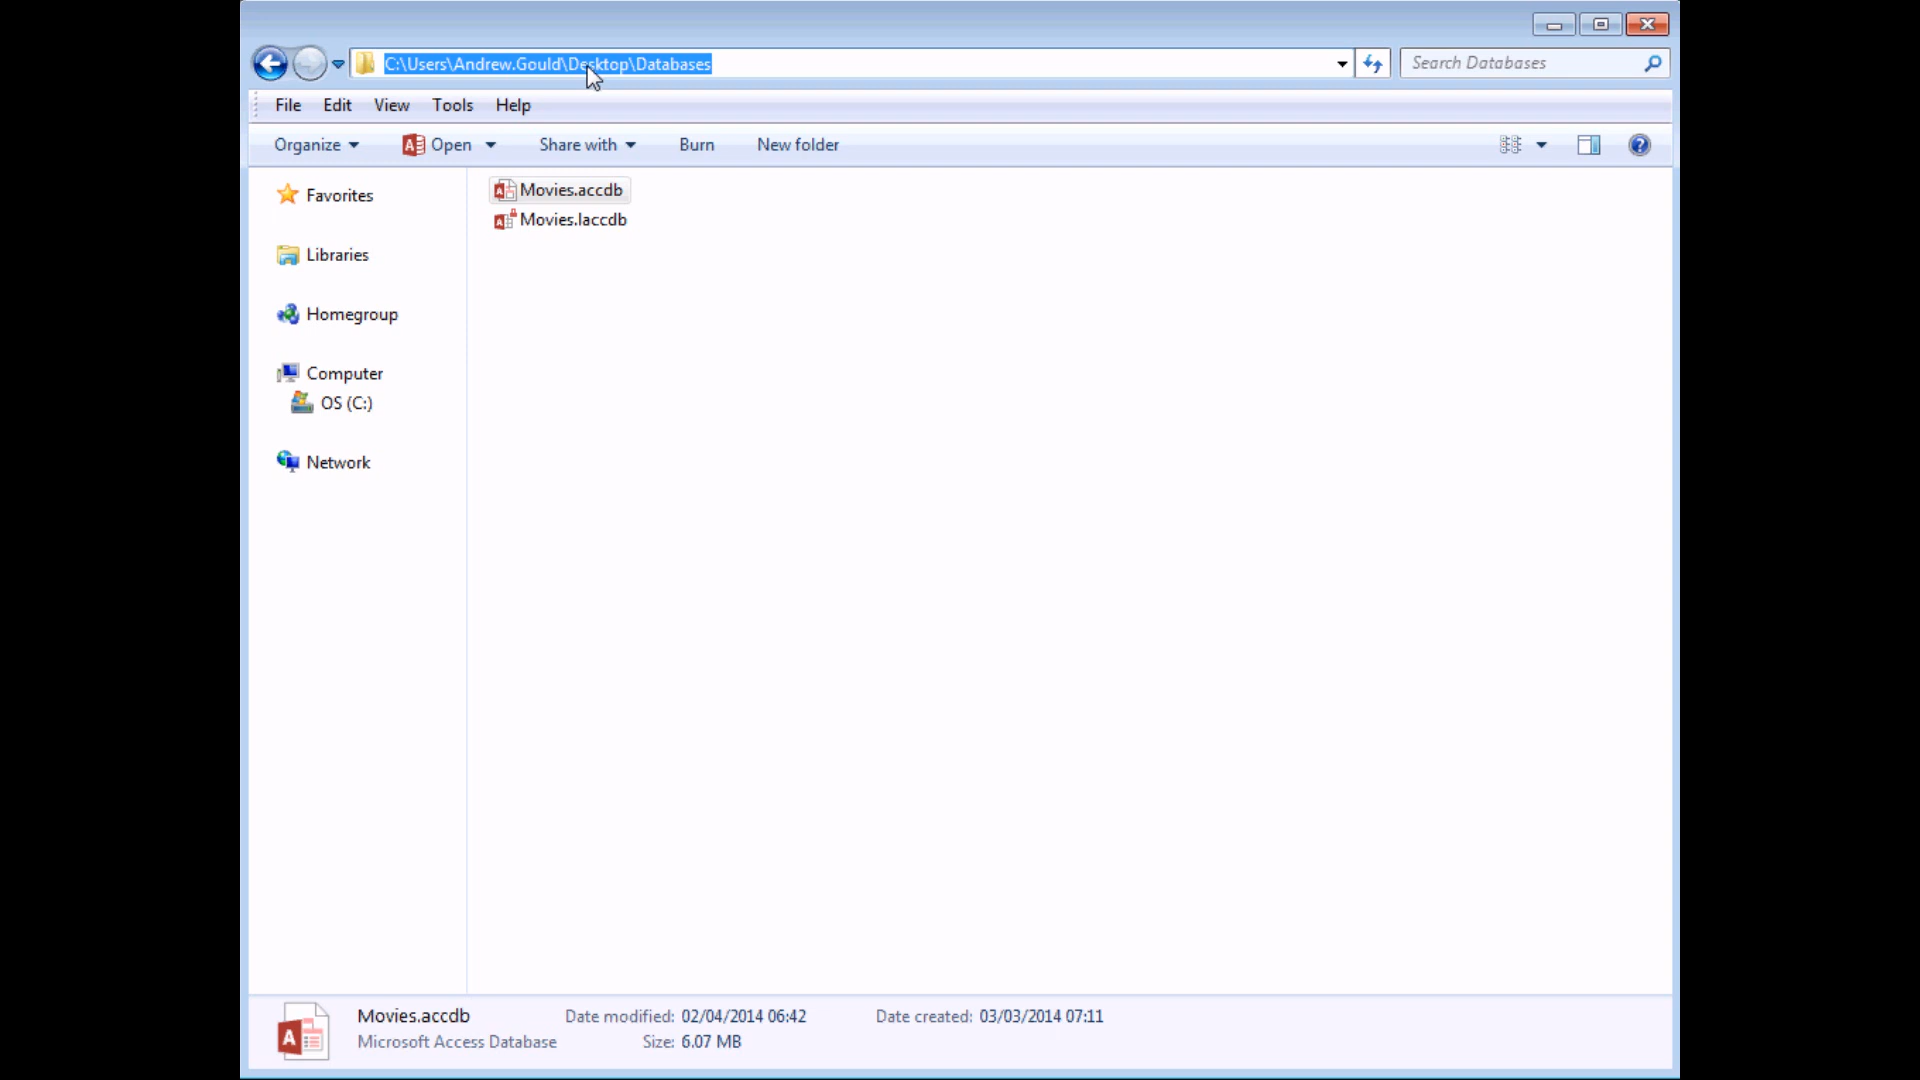 C:\Users\Andrew.Gould\Desktop\Databases
Search Databases
File Edit View Tools Help
Organize Open Share with Burn New folder
Favorites
Libraries
Homegroup
Computer
OS (C:)
Network
Movies.accdb
Movies.laccdb
Movies.accdb Date modified: 02/04/2014 06:42 Date created: 03/03/2014 07:11
Microsoft Access Database Size: 6.07 MB